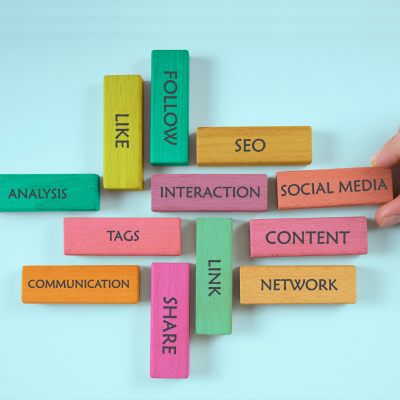 FOLLOW
LIKE
SEO
ANALYSIS
INTERACTION
SOCIAL MEDIA
TAGS
CONTENT
LINK
COMMUNICATION
NETWORK
SHARE